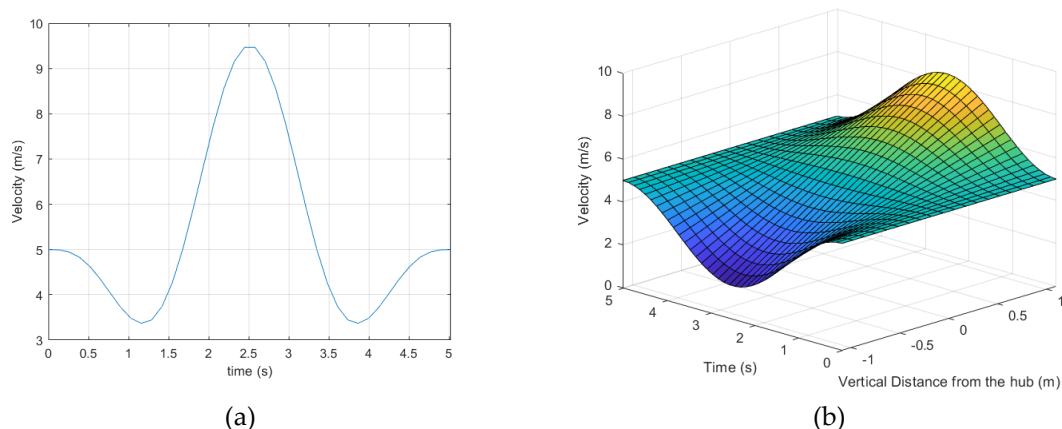 10
9
8
7
6
5
4
3
Velocity (m/s)
0 0.5 1 1.5 2 2.5 3 3.5 4 4.5 5
time (s)
(a)
10
8
6
4
2
0
Velocity (m/s)
5 4 3 2 1 0
Time (s)
-1 -0.5 0 0.5 1
Vertical Distance from the hub (m)
(b)